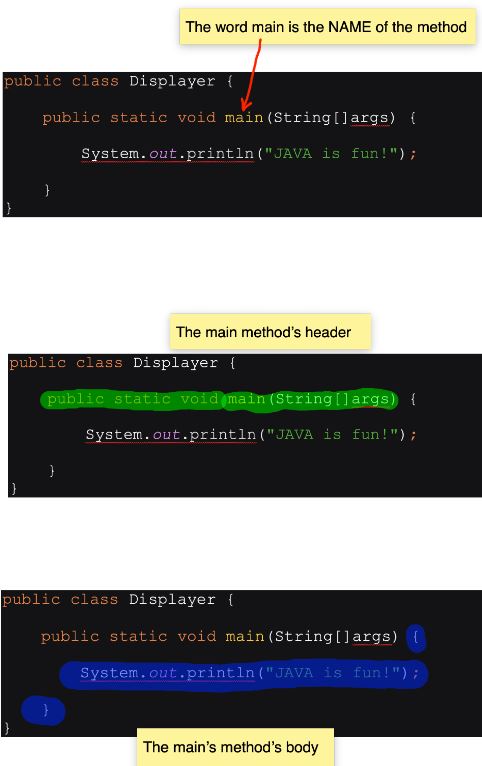 The word main is the NAME of the method
public class Displayer {
public static void main(String[]args) {
System.out.println("JAVA is fun!");
}
}
The main method’s header
public class Displayer {
public static void main(String[]args) {
System.out.println("JAVA is fun!");
}
}
public class Displayer {
public static void main(String[]args) {
System.out.println("JAVA is fun!");
}
}
The main’s method’s body